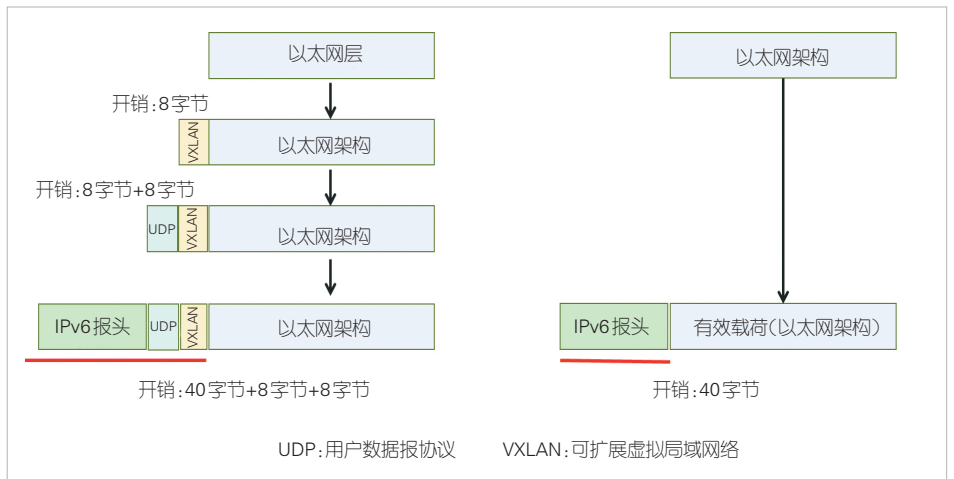 以太网层
以太网架构
开销:8字节
VXLAN
以太网架构
开销:8字节+8字节
UDP
VXLAN
以太网架构
IPv6报头
UDP
VXLAN
以太网架构
IPv6报头
有效载荷(以太网架构)
开销:40字节+8字节+8字节
开销:40字节
UDP:用户数据报协议
VXLAN:可扩展虚拟局域网络